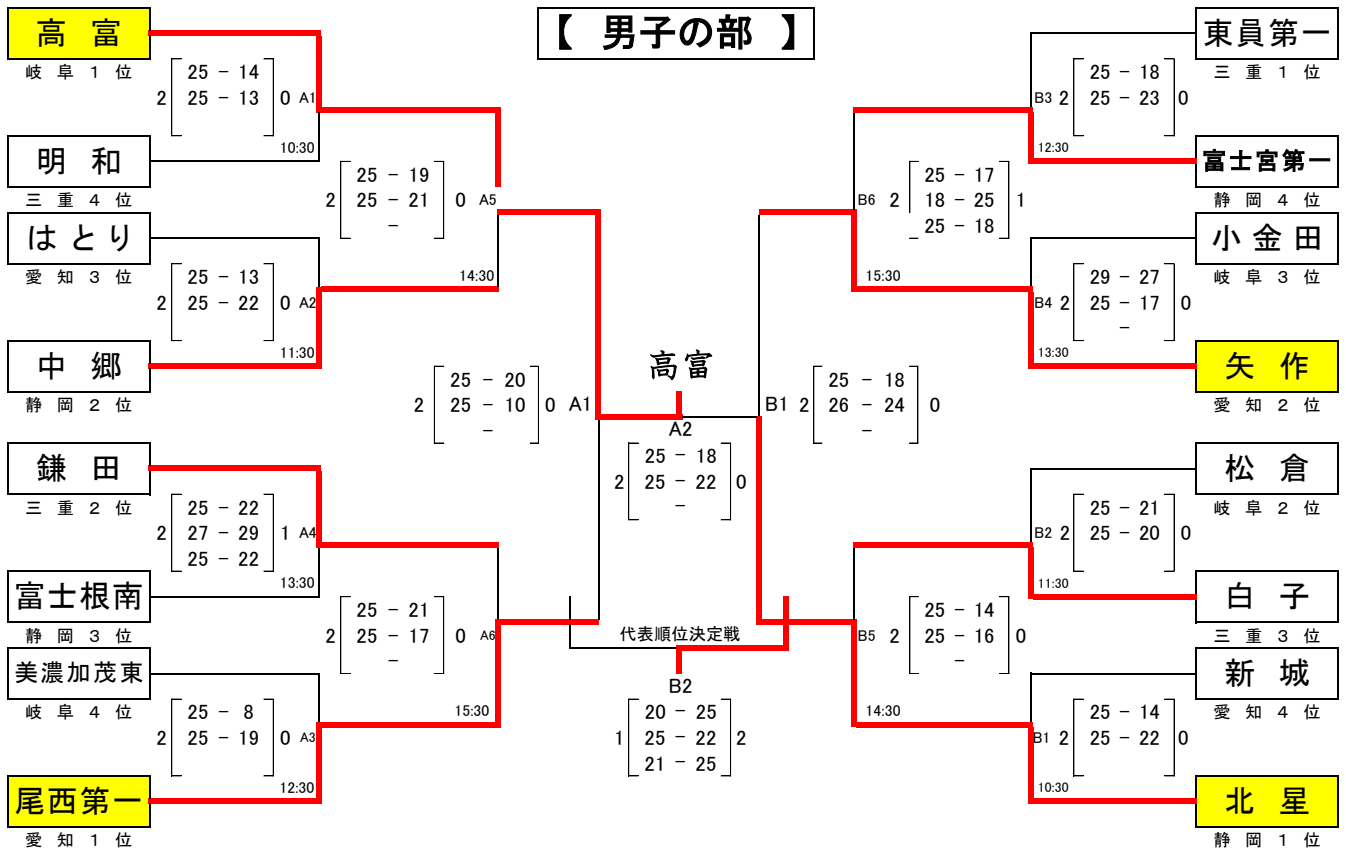 【 男子の部 】
高 富
岐 阜 1 位
明 和
三 重 4 位
はとり
愛 知 3 位
中 郷
静 岡 2 位
鎌 田
三 重 2 位
富士根南
静 岡 3 位
美濃加茂東
岐 阜 4 位
尾西第一
愛 知 1 位
2 25 - 14 0 A1
25 - 13
10:30
2 25 - 13 0 A2
25 - 22
11:30
2 25 - 22 1 A4
27 - 29
25 - 22
13:30
2 25 - 8 0 A3
25 - 19
12:30
2 25 - 19 0 A5
25 - 21
-
14:30
2 25 - 21 0 A6
25 - 17
-
15:30
2 25 - 20 0 A1
25 - 10
-
高富
A2
2 25 - 18 0
25 - 22
-
代表順位決定戦
B2
1 20 - 25 2
25 - 22
21 - 25
B1 2 25 - 18 0
26 - 24
-
B6 2 25 - 17 1
18 - 25
25 - 18
15:30
B5 2 25 - 14 0
25 - 16
-
14:30
B3 2 25 - 18 0
25 - 23
12:30
B4 2 29 - 27 0
25 - 17
-
13:30
B2 2 25 - 21 0
25 - 20
11:30
B1 2 25 - 14 0
25 - 22
10:30
東員第一
三 重 1 位
富士宮第一
静 岡 4 位
小金田
岐 阜 3 位
矢 作
愛 知 2 位
松 倉
岐 阜 2 位
白 子
三 重 3 位
新 城
愛 知 4 位
北 星
静 岡 1 位